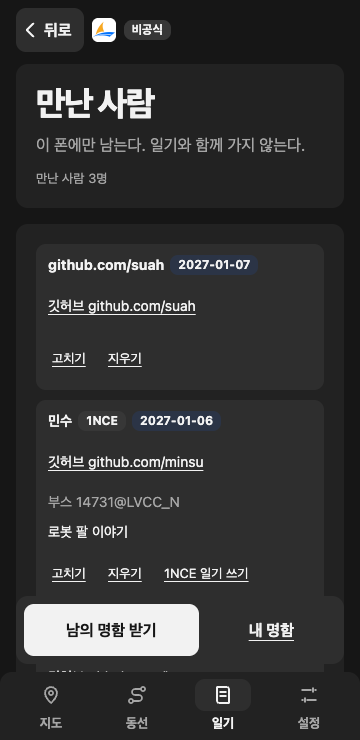 뒤로 비공식
만난 사람
이 폰에만 남는다. 일기와 함께 가지 않는다.
만난 사람 3명
github.com/suah 2027-01-07
깃허브 github.com/suah
고치기 지우기
민수 1NCE 2027-01-06
깃허브 github.com/minsu
부스 14731@LVCC_N
로봇 팔 이야기
고치기 지우기 1NCE 일기 쓰기
남의 명함 받기 내 명함
지도 동선 일기 설정